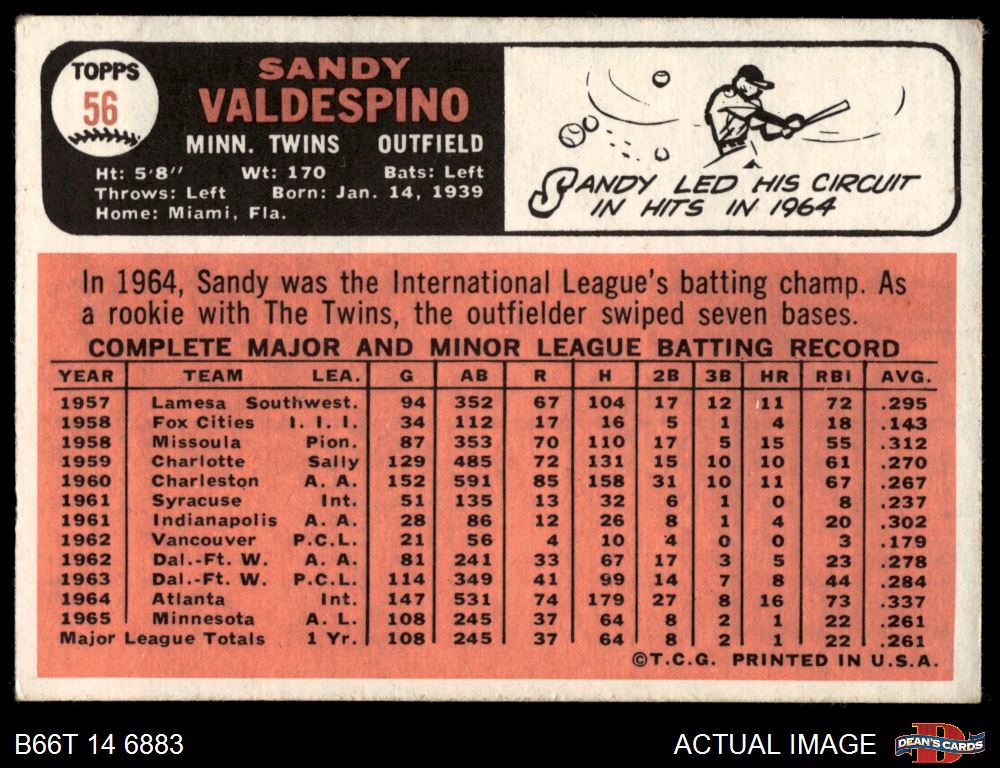 TOPPS
56
SANDY
VALDESPINO
MINN. TWINS OUTFIELD
Ht: 5'8" Wt: 170 Bats: Left
Throws: Left Born: Jan. 14, 1939
Home: Miami, Fla.
SANDY LED HIS CIRCUIT
IN HITS IN 1964
In 1964, Sandy was the International League's batting champ. As
a rookie with The Twins, the outfielder swiped seven bases.
COMPLETE MAJOR AND MINOR LEAGUE BATTING RECORD
YEAR TEAM LEA. G AB R H 2B 3B HR RBI AVG.
1957 Lamesa Southwest. 94 352 67 104 17 12 11 72 .295
1958 Fox Cities I. I. I. 34 112 17 16 5 1 4 18 .143
1958 Missoula Pion. 87 353 70 110 17 5 15 55 .312
1959 Charlotte Sally 129 485 72 131 15 10 10 61 .270
1960 Charleston A. A. 152 591 85 158 31 10 11 67 .267
1961 Syracuse Int. 51 135 13 32 6 1 0 8 .237
1961 Indianapolis A. A. 28 86 12 26 8 1 4 20 .302
1962 Vancouver P.C.L. 21 56 4 10 4 0 0 3 .179
1962 Dal.-Ft. W. A. A. 81 241 33 67 17 3 5 23 .278
1963 Dal.-Ft. W. P.C.L. 114 349 41 99 14 7 8 44 .284
1964 Atlanta Int. 147 531 74 179 27 8 16 73 .337
1965 Minnesota A. L. 108 245 37 64 8 2 1 22 .261
Major League Totals 1 Yr. 108 245 37 64 8 2 1 22 .261
©T.C.G. PRINTED IN U.S.A.
B66T 14 6883
ACTUAL IMAGE
DEAN'S CARDS